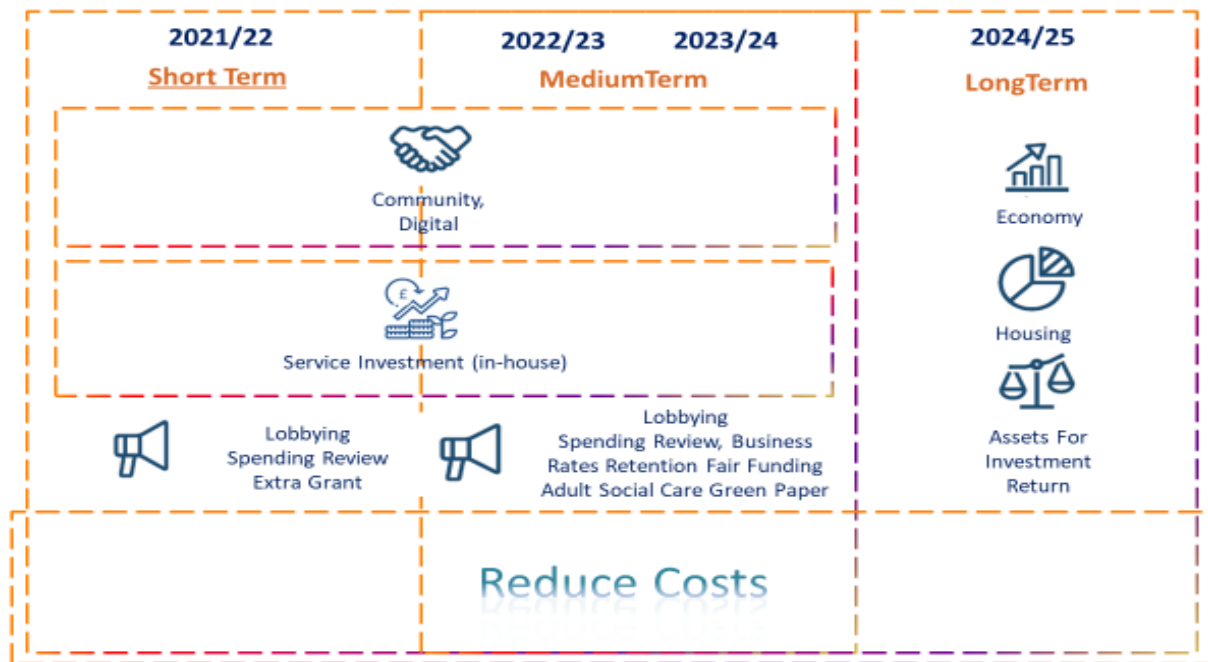 2021/22
Short Term
2022/23 2023/24
MediumTerm
2024/25
LongTerm
Community,
Digital
£
Service Investment (in-house)
Lobbying
Spending Review
Extra Grant
Lobbying
Spending Review, Business
Rates Retention Fair Funding
Adult Social Care Green Paper
Economy
Housing
Assets For
Investment
Return
Reduce Costs